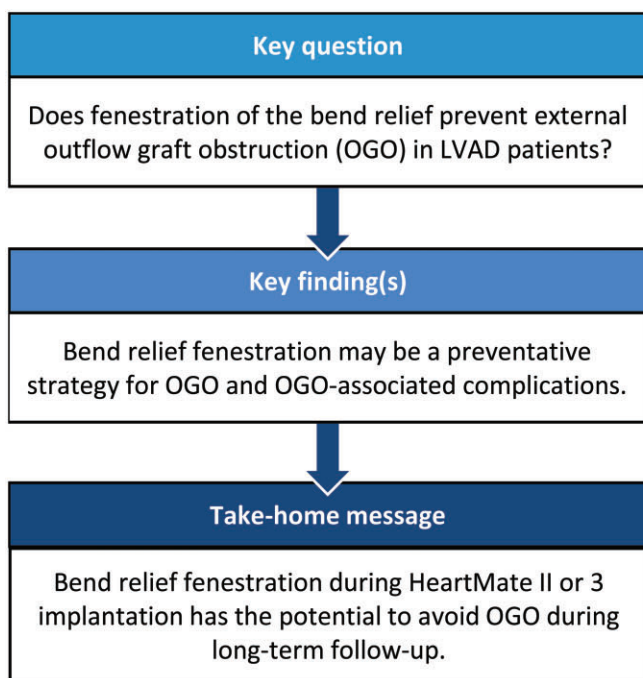 Key question
Does fenestration of the bend relief prevent external
outflow graft obstruction (OGO) in LVAD patients?
Key finding(s)
Bend relief fenestration may be a preventative
strategy for OGO and OGO-associated complications.
Take-home message
Bend relief fenestration during HeartMate II or 3
implantation has the potential to avoid OGO during
long-term follow-up.